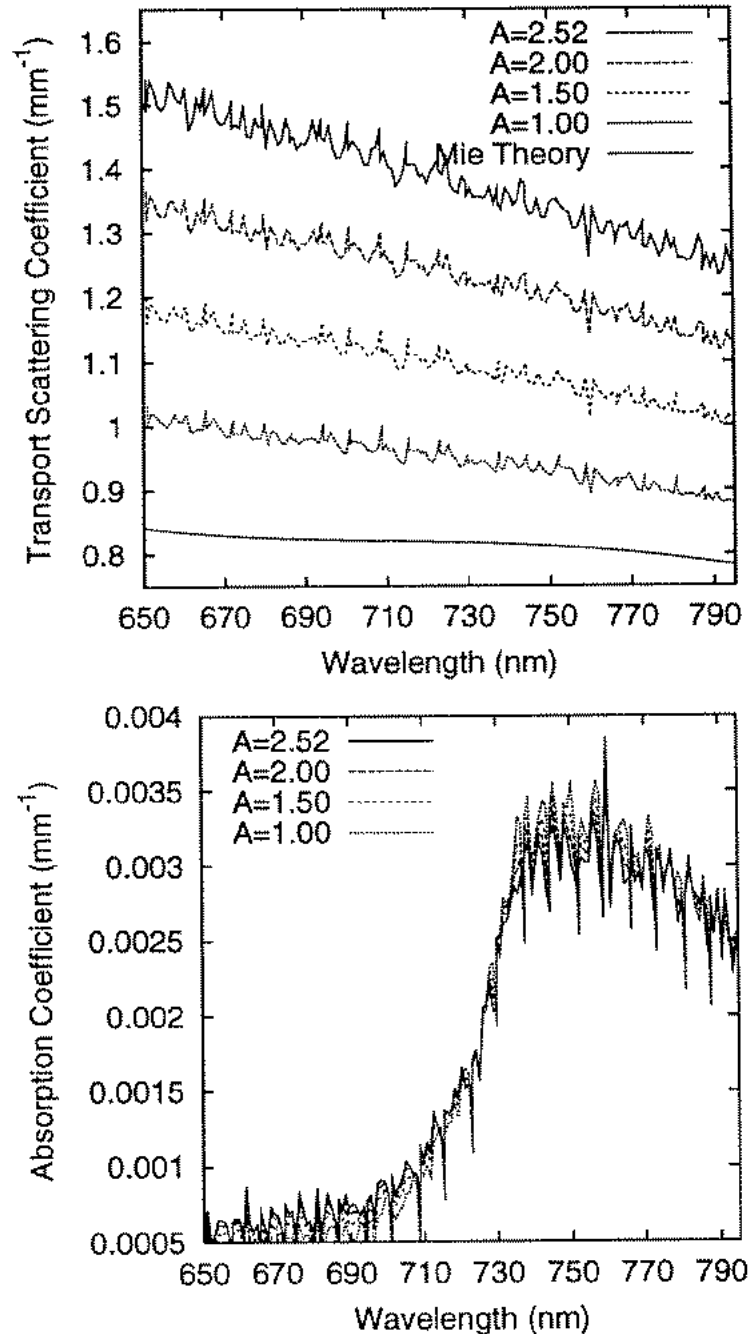 Transport Scattering Coefficient (mm⁻¹)
1.6
1.5
1.4
1.3
1.2
1.1
1
0.9
0.8
A=2.52
A=2.00
A=1.50
A=1.00
Mie Theory
650 670 690 710 730 750 770 790
Wavelength (nm)
Absorption Coefficient (mm⁻¹)
0.004
0.0035
0.003
0.0025
0.002
0.0015
0.001
0.0005
A=2.52
A=2.00
A=1.50
A=1.00
650 670 690 710 730 750 770 790
Wavelength (nm)